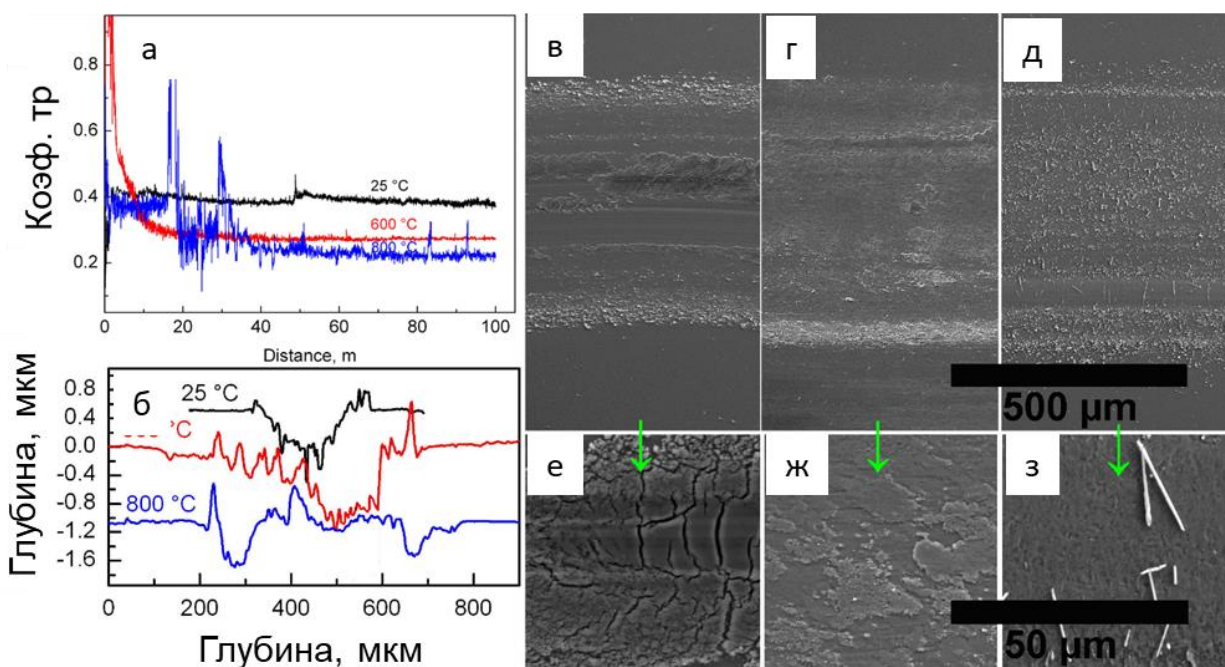 а
0.8
0.6
0.4
0.2
Коэф. тр
25 °C
600 °C
800 °C
0 20 40 60 80 100
Distance, m
б
0.8
0.4
0.0
-0.4
-0.8
-1.2
-1.6
Глубина, мкм
25 °C
°C
800 °C
0 200 400 600 800
Глубина, мкм
в
г
д
500 µm
е
ж
з
50 µm